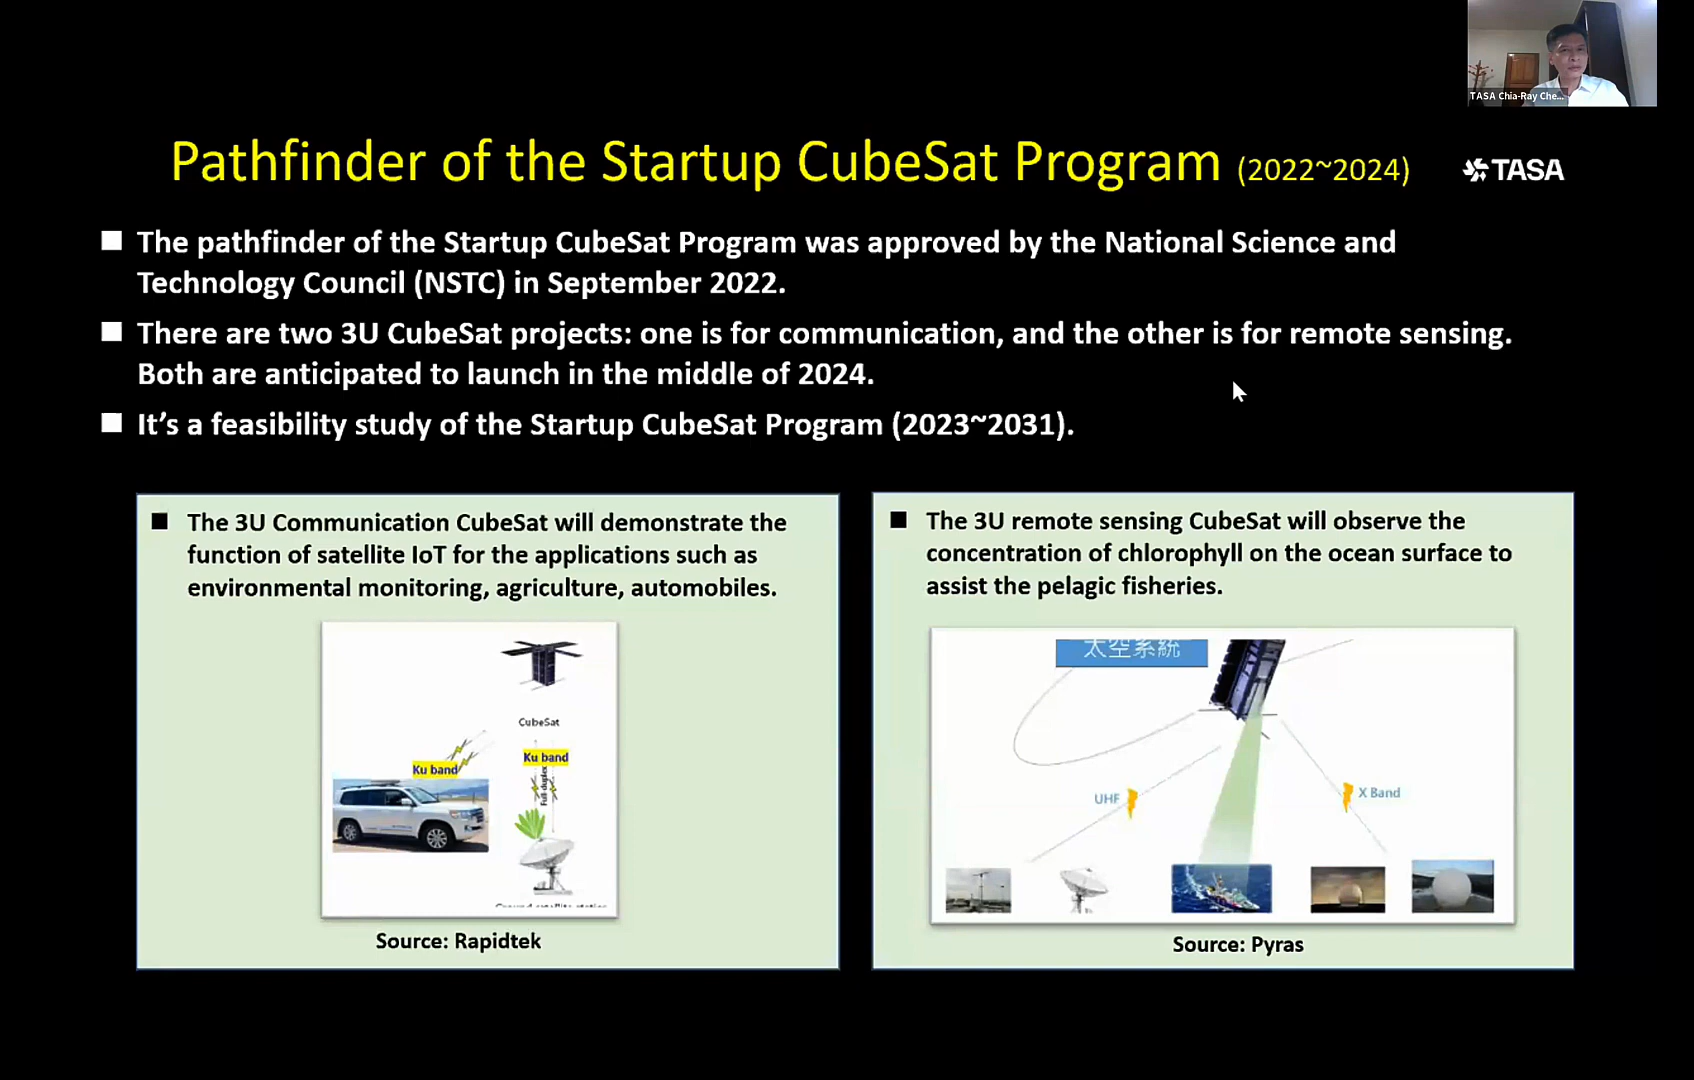 TASA Chia-Ray Che...
Pathfinder of the Startup CubeSat Program (2022~2024)
TASA
The pathfinder of the Startup CubeSat Program was approved by the National Science and
Technology Council (NSTC) in September 2022.
There are two 3U CubeSat projects: one is for communication, and the other is for remote sensing.
Both are anticipated to launch in the middle of 2024.
It’s a feasibility study of the Startup CubeSat Program (2023~2031).
The 3U Communication CubeSat will demonstrate the
function of satellite IoT for the applications such as
environmental monitoring, agriculture, automobiles.
CubeSat
Ku band
Ku band
Full duplex
Source: Rapidtek
The 3U remote sensing CubeSat will observe the
concentration of chlorophyll on the ocean surface to
assist the pelagic fisheries.
太空系統
UHF
X Band
Source: Pyras